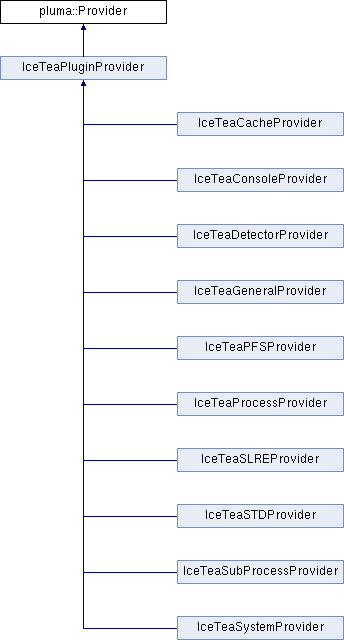 pluma::Provider
IceTeaPluginProvider
IceTeaCacheProvider
IceTeaConsoleProvider
IceTeaDetectorProvider
IceTeaGeneralProvider
IceTeaPFSProvider
IceTeaProcessProvider
IceTeaSLREProvider
IceTeaSTDProvider
IceTeaSubProcessProvider
IceTeaSystemProvider